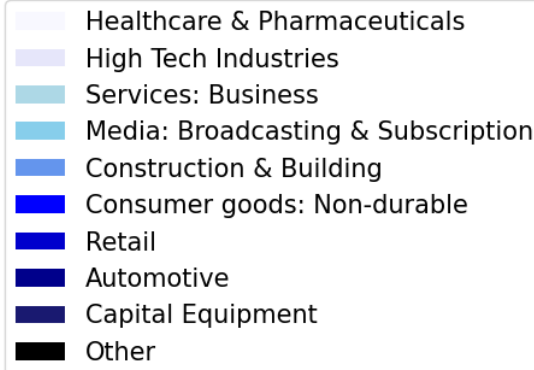 Healthcare & Pharmaceuticals
High Tech Industries
Services: Business
Media: Broadcasting & Subscription
Construction & Building
Consumer goods: Non-durable
Retail
Automotive
Capital Equipment
Other